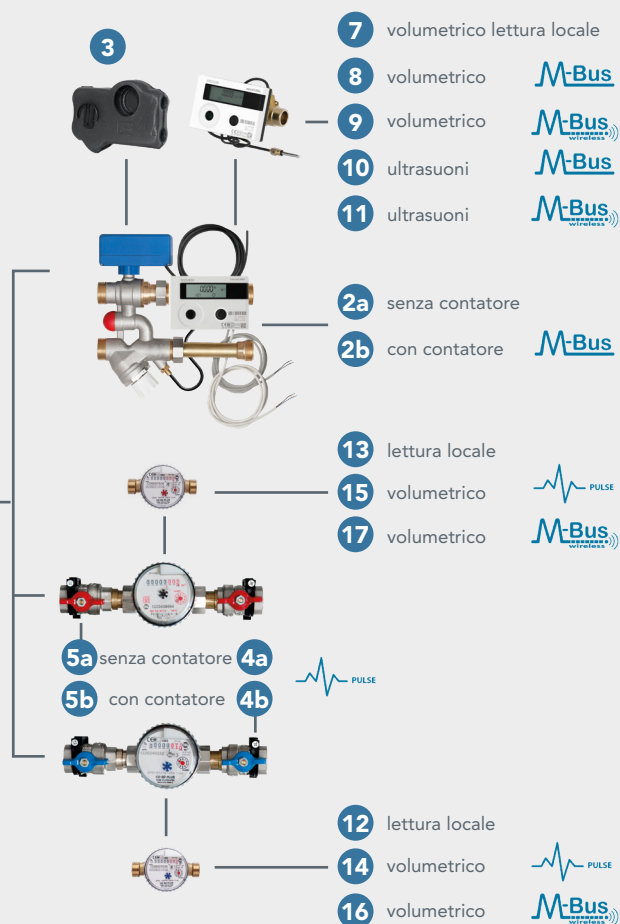 3
7 volumetrico lettura locale
8 volumetrico M-Bus
9 volumetrico M-Bus wireless
10 ultrasuoni M-Bus
11 ultrasuoni M-Bus wireless
2a senza contatore
2b con contatore M-Bus
13 lettura locale
15 volumetrico PULSE
17 volumetrico M-Bus wireless
5a senza contatore 4a
PULSE
5b con contatore 4b
12 lettura locale
14 volumetrico PULSE
16 volumetrico M-Bus wireless